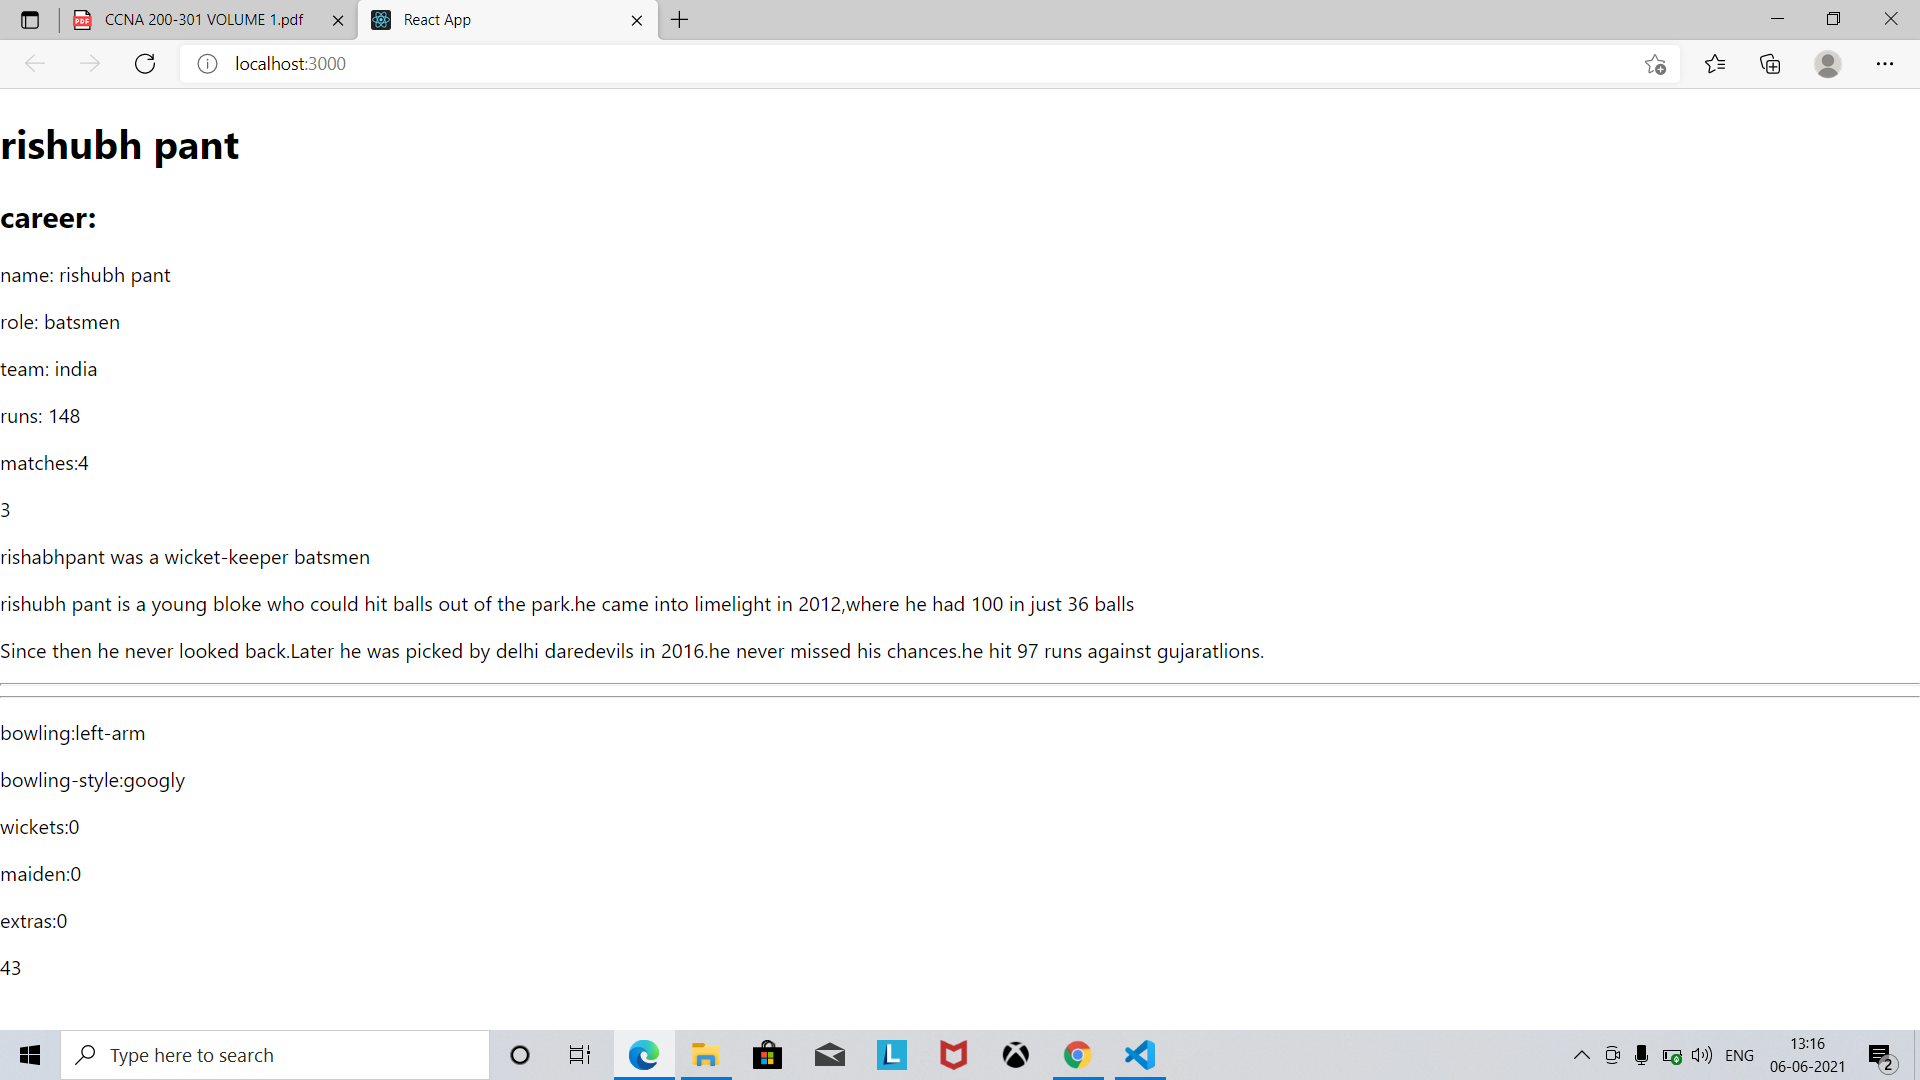 CCNA 200-301 VOLUME 1.pdf
React App
localhost:3000
rishubh pant
career:
name: rishubh pant
role: batsmen
team: india
runs: 148
matches:4
3
rishabhpant was a wicket-keeper batsmen
rishubh pant is a young bloke who could hit balls out of the park.he came into limelight in 2012,where he had 100 in just 36 balls
Since then he never looked back.Later he was picked by delhi daredevils in 2016.he never missed his chances.he hit 97 runs against gujaratlions.
bowling:left-arm
bowling-style:googly
wickets:0
maiden:0
extras:0
43
Type here to search
L
ENG
13:16
06-06-2021
2